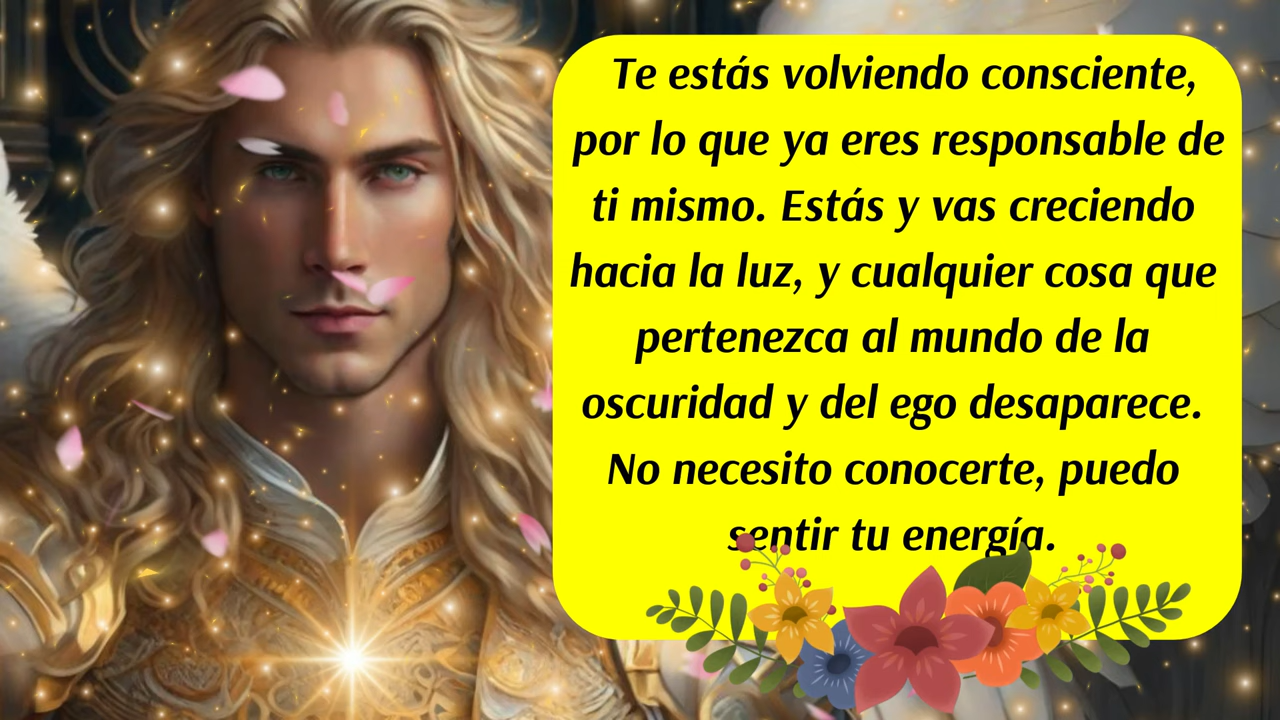 Te estás volviendo consciente,
por lo que ya eres responsable de
ti mismo. Estás y vas creciendo
hacia la luz, y cualquier cosa que
pertenezca al mundo de la
oscuridad y del ego desaparece.
No necesito conocerte, puedo
sentir tu energía.